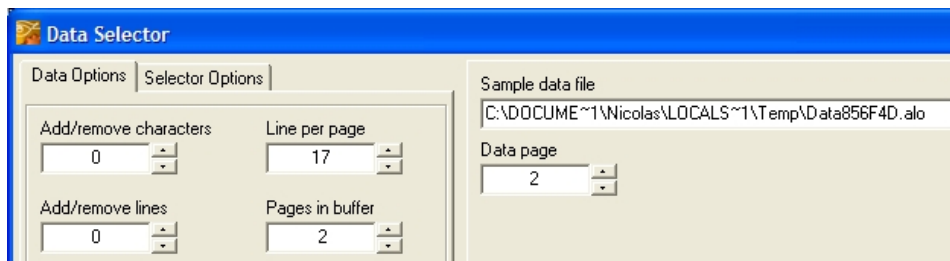 Data Selector
Data Options Selector Options
Add/remove characters Line per page
0 17
Add/remove lines Pages in buffer
0 2
Sample data file
C:\DOCUME~1\Nicolas\LOCALS~1\Temp\Data856F4D.alo
Data page
2